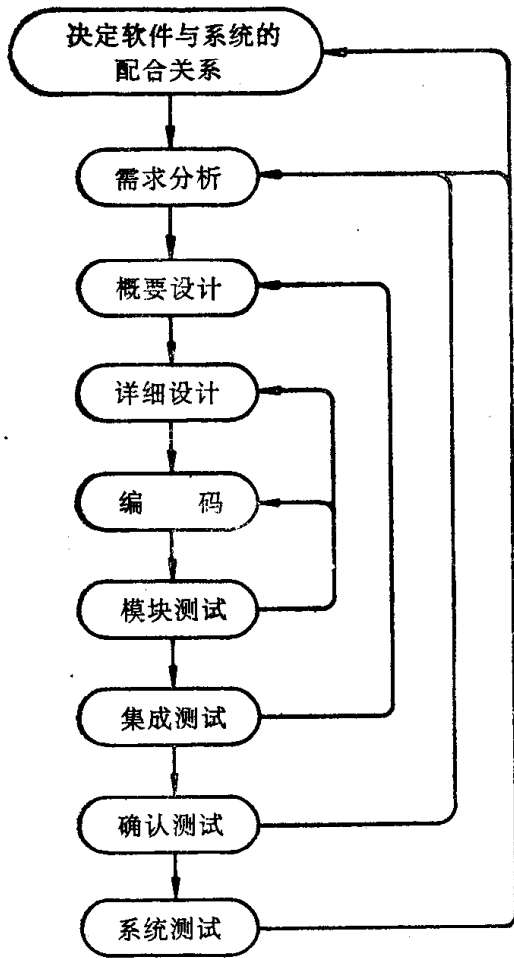 决定软件与系统的
配合关系
需求分析
概要设计
详细设计
编 码
模块测试
集成测试
确认测试
系统测试